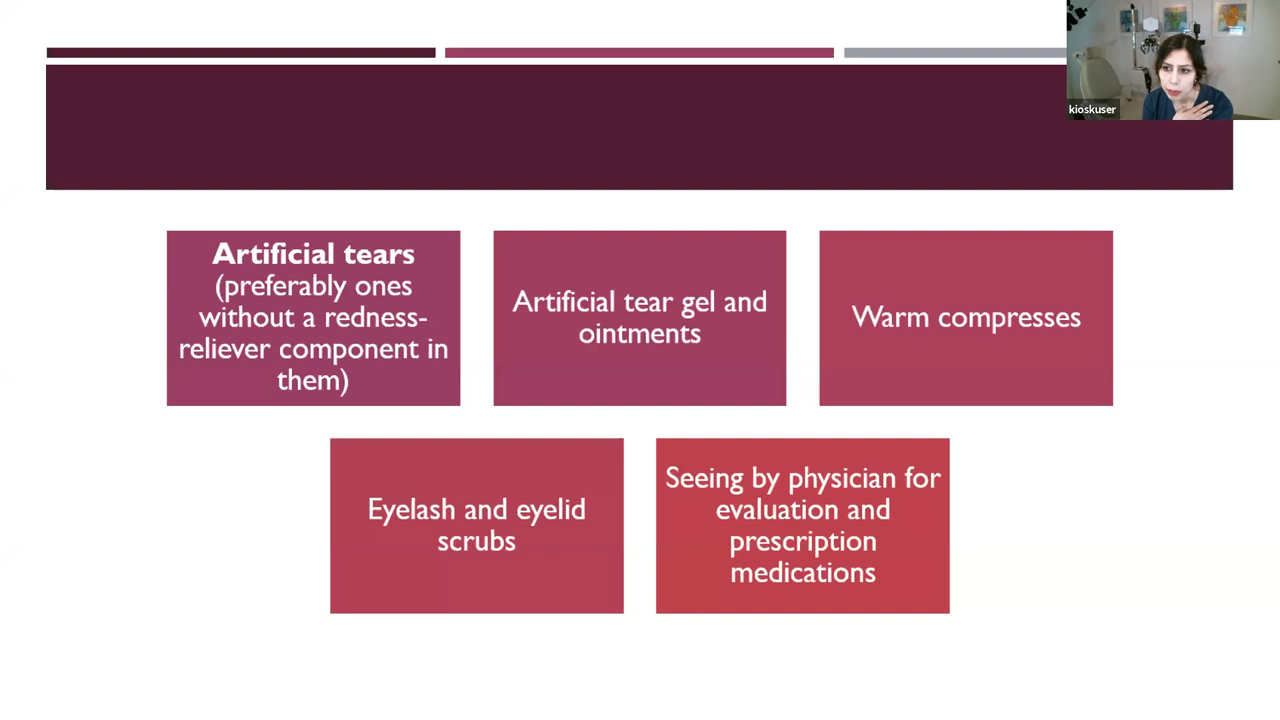 kioskuser
Artificial tears
(preferably ones
without a redness-
reliever component in
them)
Artificial tear gel and
ointments
Warm compresses
Eyelash and eyelid
scrubs
Seeing by physician for
evaluation and
prescription
medications